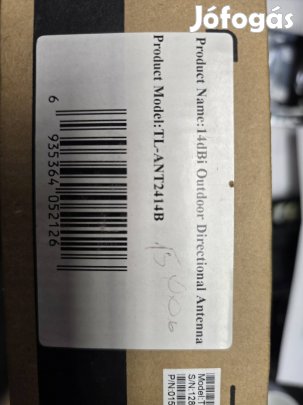 Jófogás
Product Name:14dBi Outdoor Directional Antenna
Product Model:TL-ANT2414B
6 935364 052126
Model:T
S/N:128
P/N:015